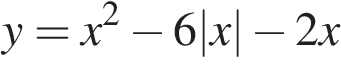 y = x² − 6|x| − 2x